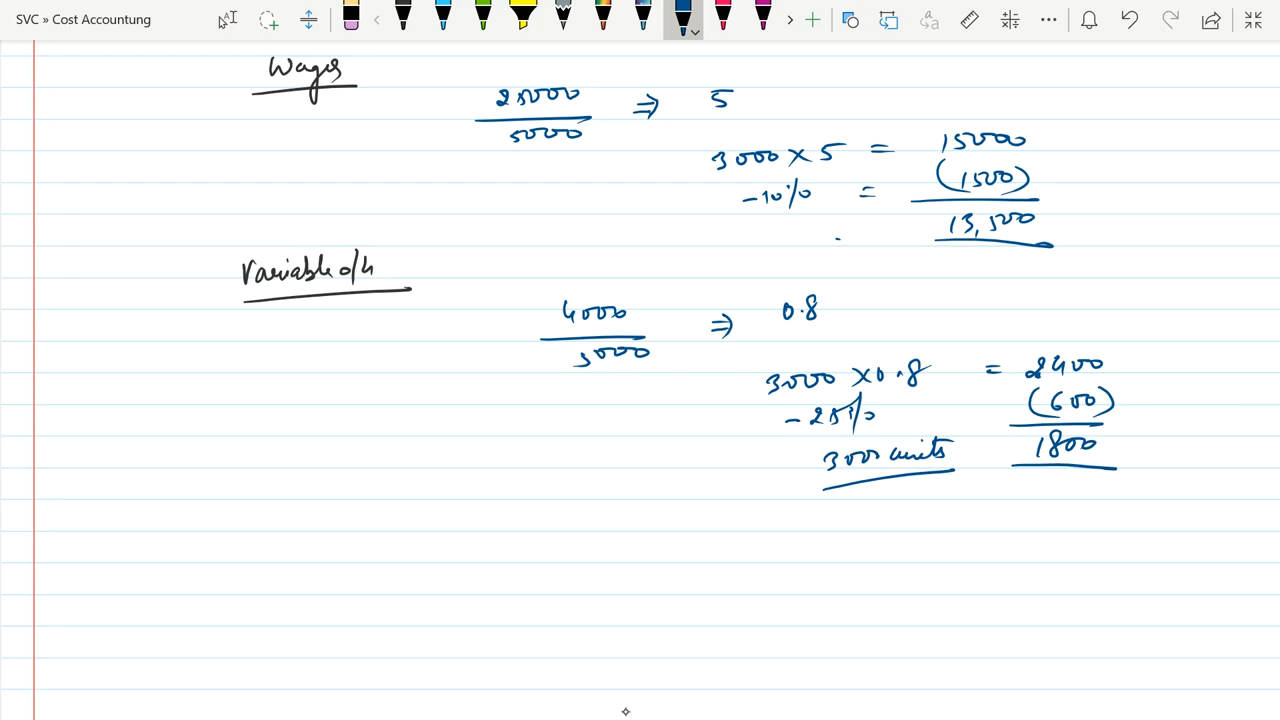 SVC » Cost Accountung
Wages
25000
5000 ⇒ 5
3000 × 5 = 15000
-10% = (1500)
13,500
Variable o/h
4000
5000 ⇒ 0.8
3000 × 0.8 = 2400
-25% (600)
3000 units 1800